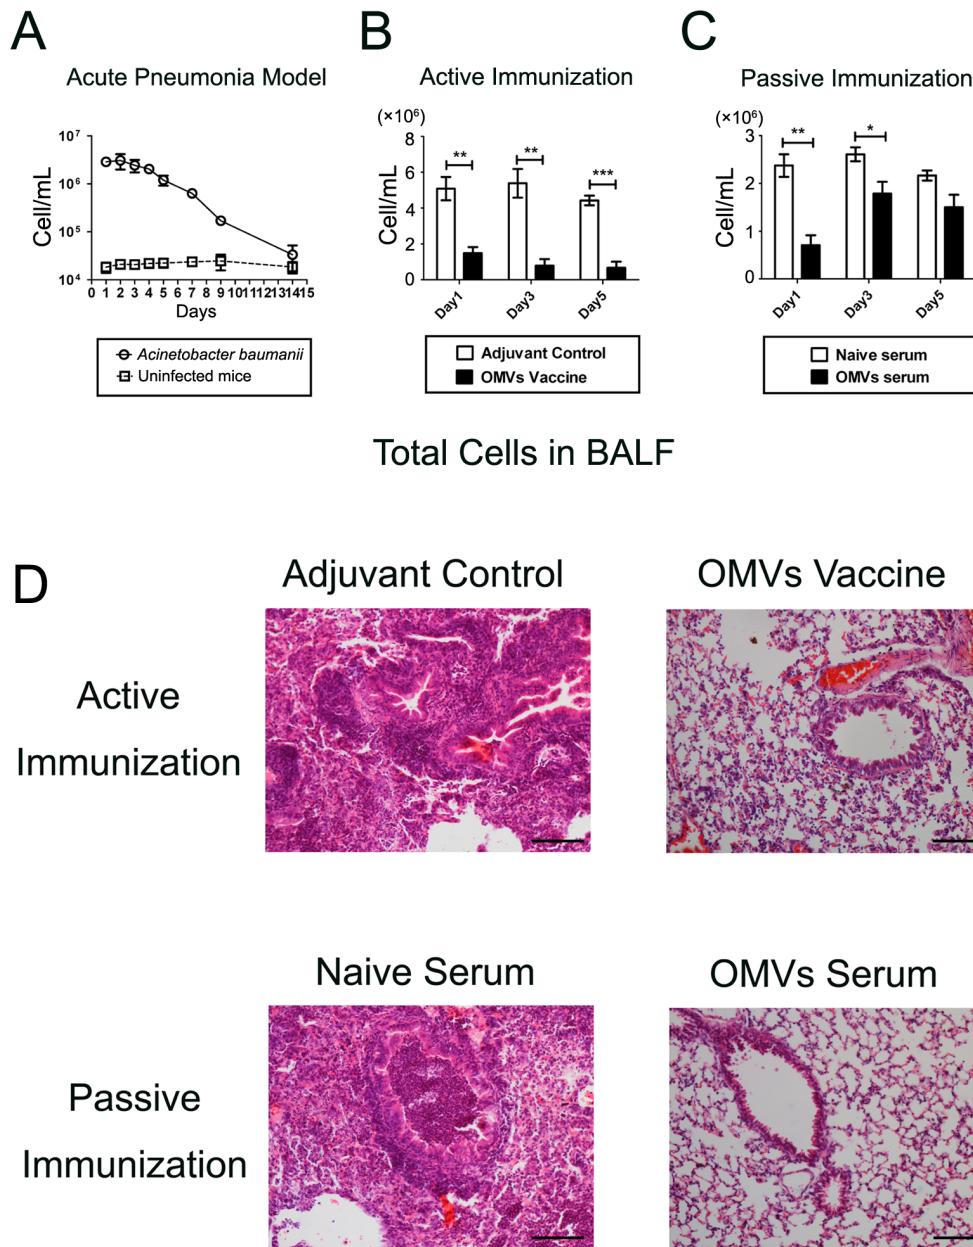 A
Acute Pneumonia Model
Cell/mL
10⁷
10⁶
10⁵
10⁴
0 1 2 3 4 5 6 7 8 9 10 11 12 13 14 15
Days
Acinetobacter baumanii
Uninfected mice
B
Active Immunization
(×10⁶)
Cell/mL
8
6
4
2
0
** ** ***
Day1 Day3 Day5
Adjuvant Control
OMVs Vaccine
C
Passive Immunization
(×10⁶)
Cell/mL
3
2
1
0
** *
Day1 Day3 Day5
Naive serum
OMVs serum
Total Cells in BALF
D
Adjuvant Control
OMVs Vaccine
Active
Immunization
Naive Serum
OMVs Serum
Passive
Immunization